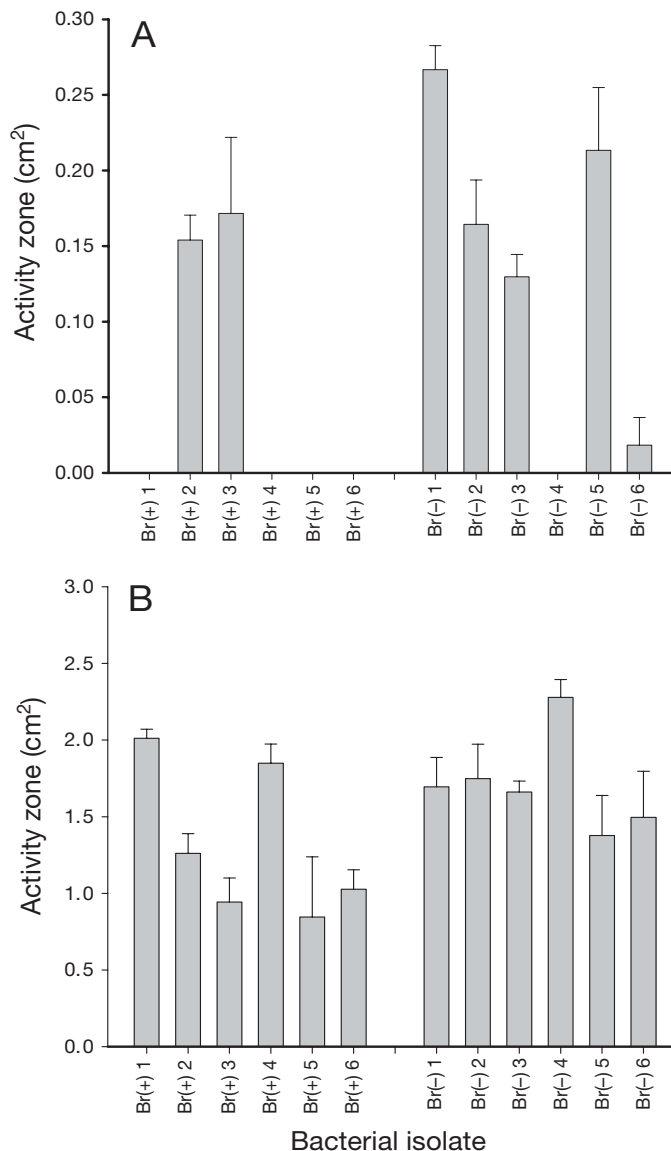 A
Activity zone (cm²)
0.30
0.25
0.20
0.15
0.10
0.05
0.00
Br(+) 1
Br(+) 2
Br(+) 3
Br(+) 4
Br(+) 5
Br(+) 6
Br(−) 1
Br(−) 2
Br(−) 3
Br(−) 4
Br(−) 5
Br(−) 6
B
Activity zone (cm²)
3.0
2.5
2.0
1.5
1.0
0.5
0.0
Br(+) 1
Br(+) 2
Br(+) 3
Br(+) 4
Br(+) 5
Br(+) 6
Br(−) 1
Br(−) 2
Br(−) 3
Br(−) 4
Br(−) 5
Br(−) 6
Bacterial isolate